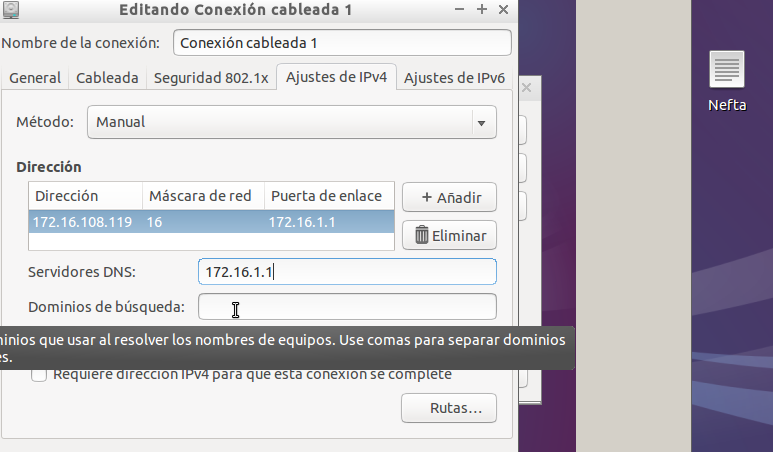 Editando Conexión cableada 1
Nombre de la conexión: Conexión cableada 1
General Cableada Seguridad 802.1x Ajustes de IPv4 Ajustes de IPv6
Método: Manual
Dirección
Dirección Máscara de red Puerta de enlace
172.16.108.119 16 172.16.1.1
+ Añadir
Eliminar
Servidores DNS: 172.16.1.1
Dominios de búsqueda:
inios que usar al resolver los nombres de equipos. Use comas para separar dominios
es.
Requiere dirección IPv4 para que esta conexión se complete
Rutas...
Nefta